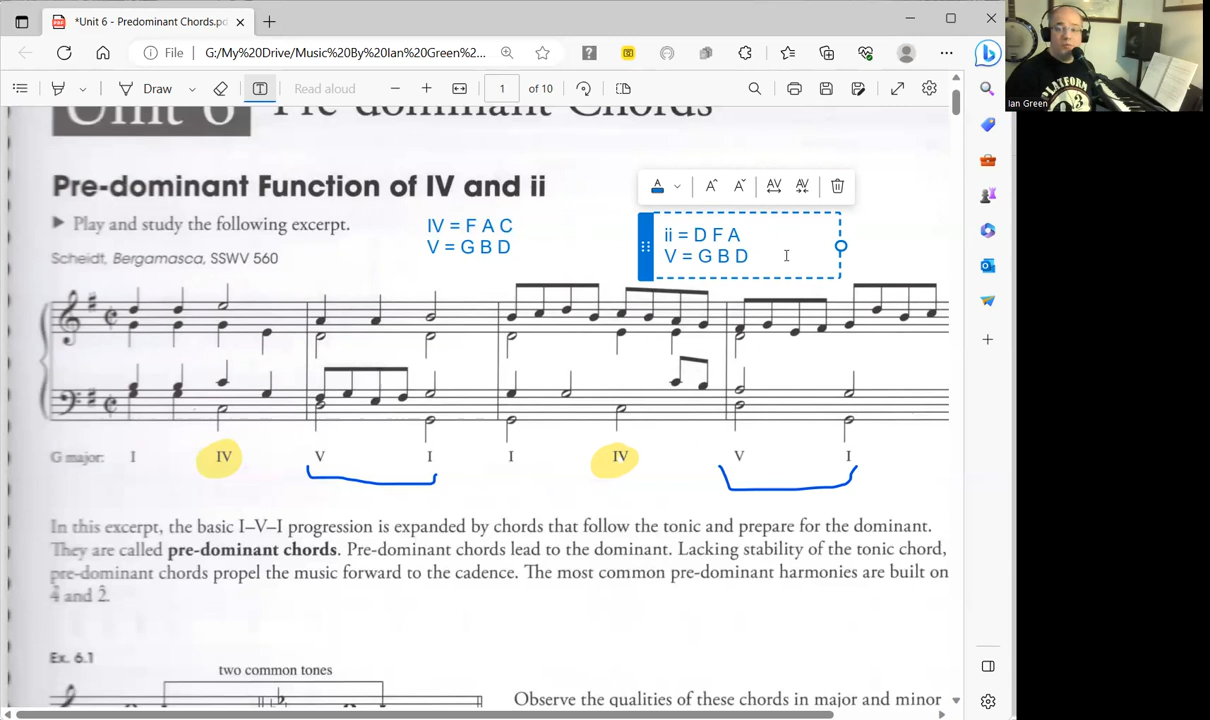 *Unit 6 - Predominant Chords.pd
File
G:/My%20Drive/Music%20By%20Ian%20Green...
Draw
Read aloud
1
of 10
Ian Green
Unit 6
Pre-dominant Chords
Pre-dominant Function of IV and ii
Play and study the following excerpt.
IV = F A C
V = G B D
ii = D F A
V = G B D
Scheidt, Bergamasca, SSWV 560
G major: I IV V I I IV V I
In this excerpt, the basic I–V–I progression is expanded by chords that follow the tonic and prepare for the dominant.
They are called pre-dominant chords. Pre-dominant chords lead to the dominant. Lacking stability of the tonic chord,
pre-dominant chords propel the music forward to the cadence. The most common pre-dominant harmonies are built on
4̂ and 2̂.
Ex. 6.1
two common tones
Observe the qualities of these chords in major and minor